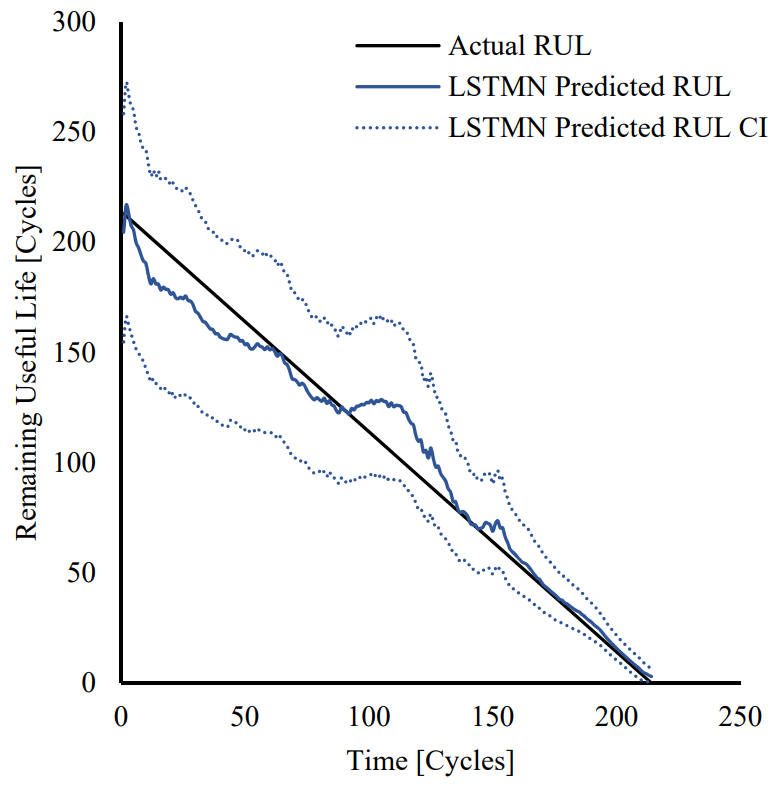 300
250
200
150
100
50
0
Remaining Useful Life [Cycles]
Actual RUL
LSTMN Predicted RUL
LSTMN Predicted RUL CI
0 50 100 150 200 250
Time [Cycles]